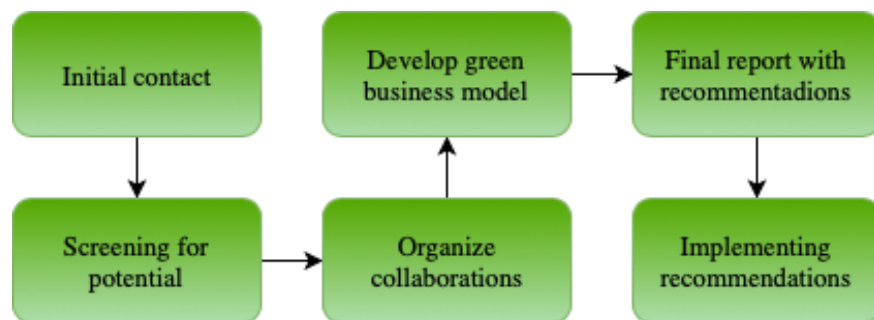 Initial contact
Screening for
potential
Organize
collaborations
Develop green
business model
Final report with
recommentadions
Implementing
recommendations